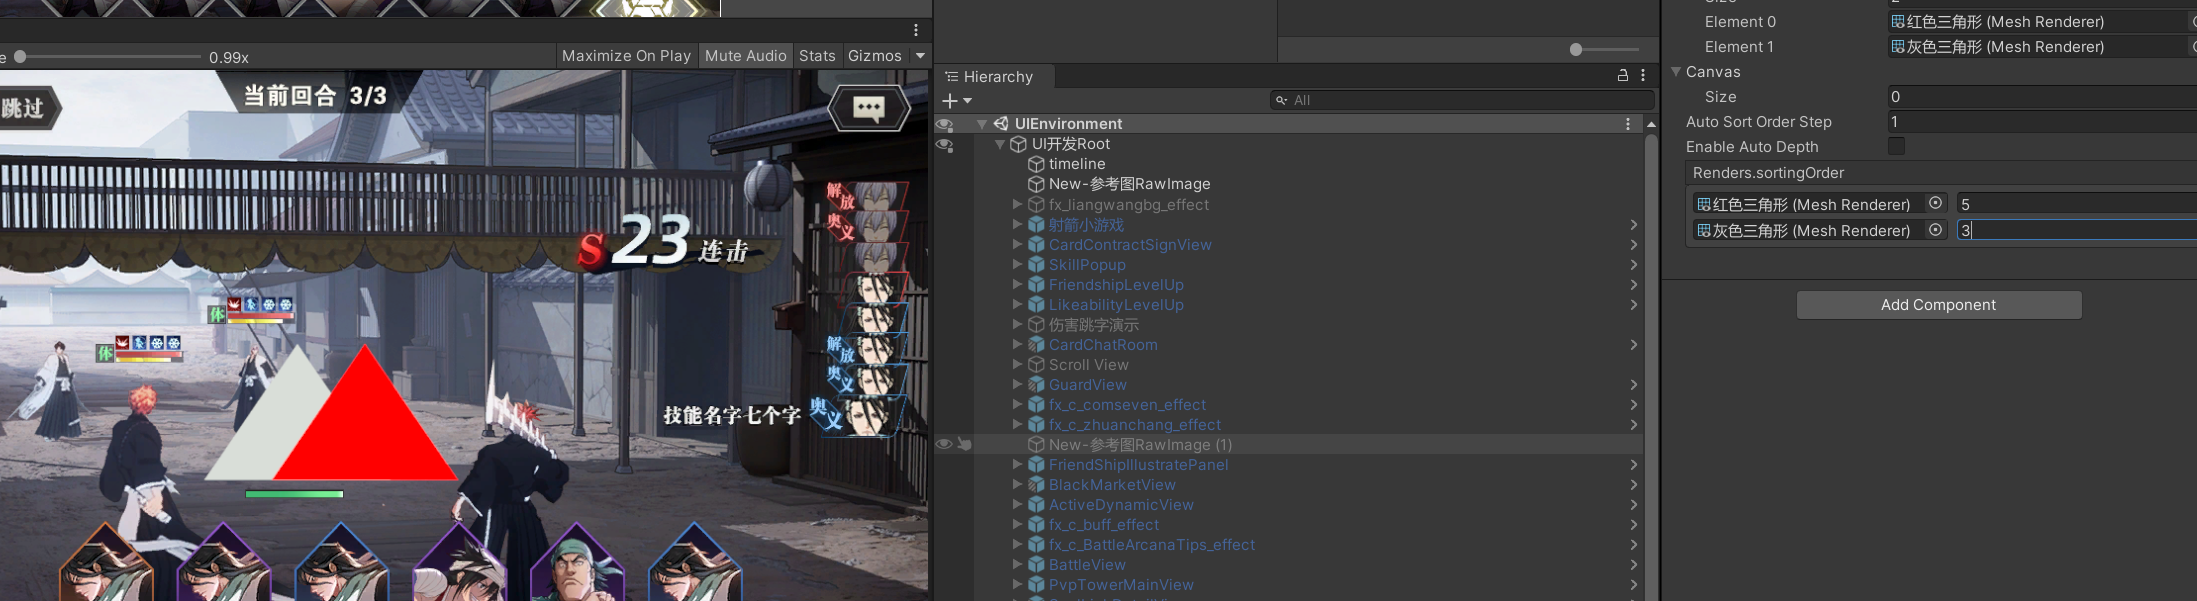 e
0.99x
Maximize On Play
Mute Audio
Stats
Gizmos
跳过
当前回合 3/3
解放
奥义
S 23 连击
体
体
解放
奥义
技能名字七个字
奥义
Hierarchy
All
UIEnvironment
UI开发Root
timeline
New-参考图RawImage
fx_liangwangbg_effect
射箭小游戏
CardContractSignView
SkillPopup
FriendshipLevelUp
LikeabilityLevelUp
伤害跳字演示
CardChatRoom
Scroll View
GuardView
fx_c_comseven_effect
fx_c_zhuanchang_effect
New-参考图RawImage (1)
FriendShipIllustratePanel
BlackMarketView
ActiveDynamicView
fx_c_buff_effect
fx_c_BattleArcanaTips_effect
BattleView
PvpTowerMainView
Element 0
红色三角形 (Mesh Renderer)
Element 1
灰色三角形 (Mesh Renderer)
Canvas
Size
0
Auto Sort Order Step
1
Enable Auto Depth
Renders.sortingOrder
红色三角形 (Mesh Renderer)
5
灰色三角形 (Mesh Renderer)
3
Add Component